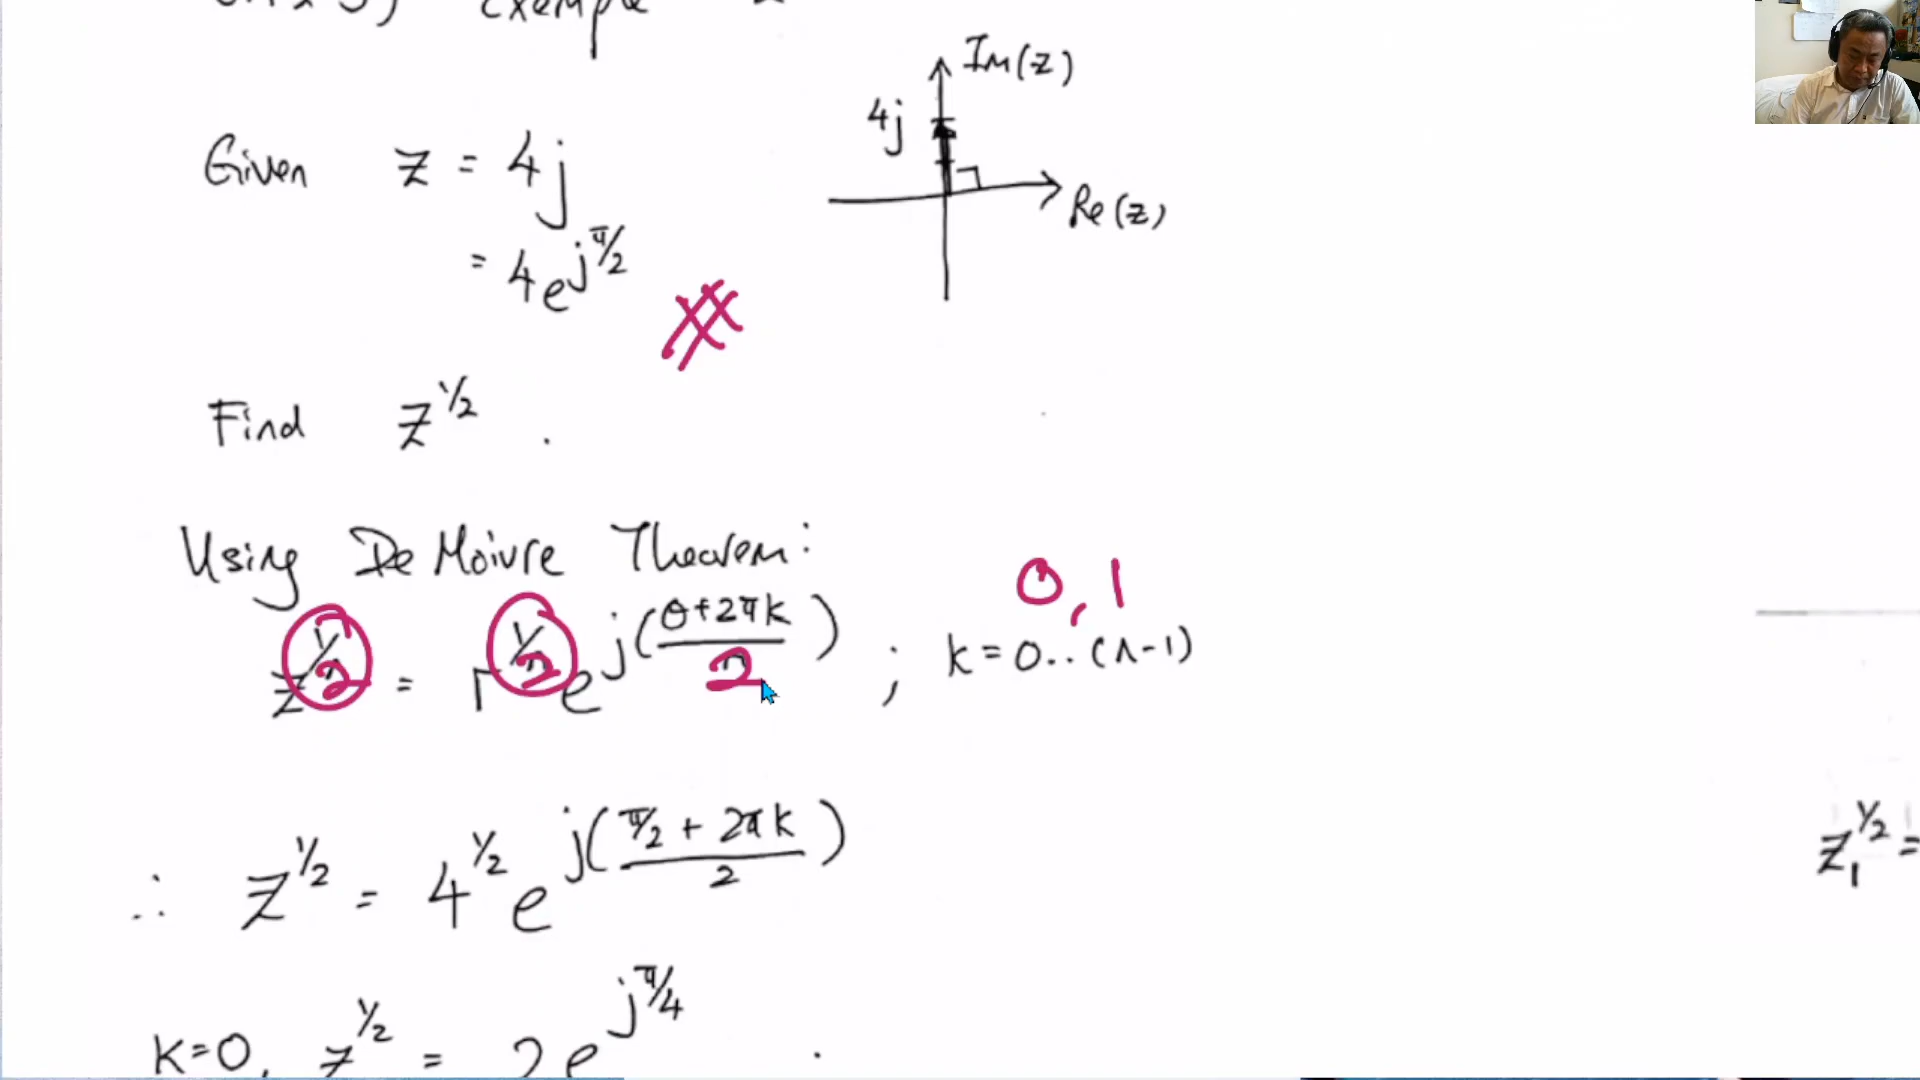 Example
Im(z)
4j
Given z = 4j
Re(z)
= 4e^{jπ/2}
Find z^{1/2}.
Using De Moivre Theorem:
0, 1
z^{1/2} = r^{1/2} e^{j(θ+2πk / 2)} ; k = 0..(n-1)
∴ z^{1/2} = 4^{1/2} e^{j(π/2 + 2πk / 2)}
z_1^{1/2} =
k=0, z^{1/2} = 2e^{jπ/4}.